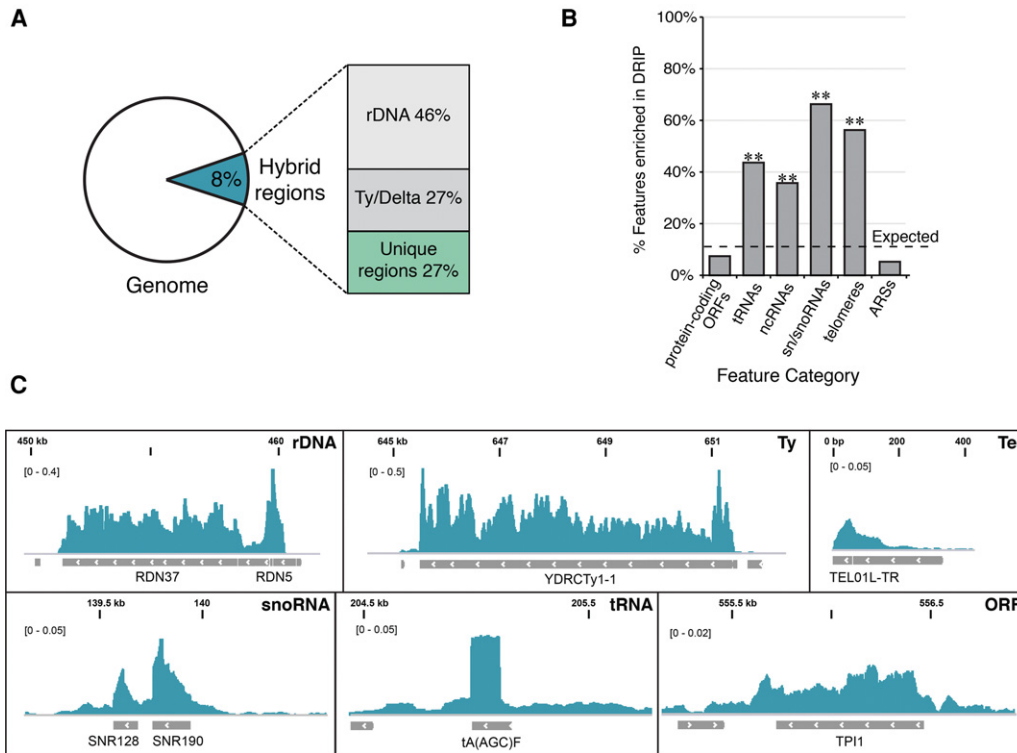 A
8%
Hybrid
regions
Genome
rDNA 46%
Ty/Delta 27%
Unique
regions 27%
B
% Features enriched in DRIP
100%
80%
60%
40%
20%
0%
**
**
**
**
Expected
protein-coding
ORFs
tRNAs
ncRNAs
sn/snoRNAs
telomeres
ARSs
Feature Category
C
450 kb
460
rDNA
[0 - 0.4]
RDN37
RDN5
645 kb
647
649
651
Ty
[0 - 0.5]
YDRCTy1-1
0 bp
200
400
Te
[0 - 0.05]
TEL01L-TR
139.5 kb
140
snoRNA
[0 - 0.05]
SNR128
SNR190
204.5 kb
205.5
tRNA
[0 - 0.05]
tA(AGC)F
555.5 kb
556.5
ORF
[0 - 0.02]
TPI1